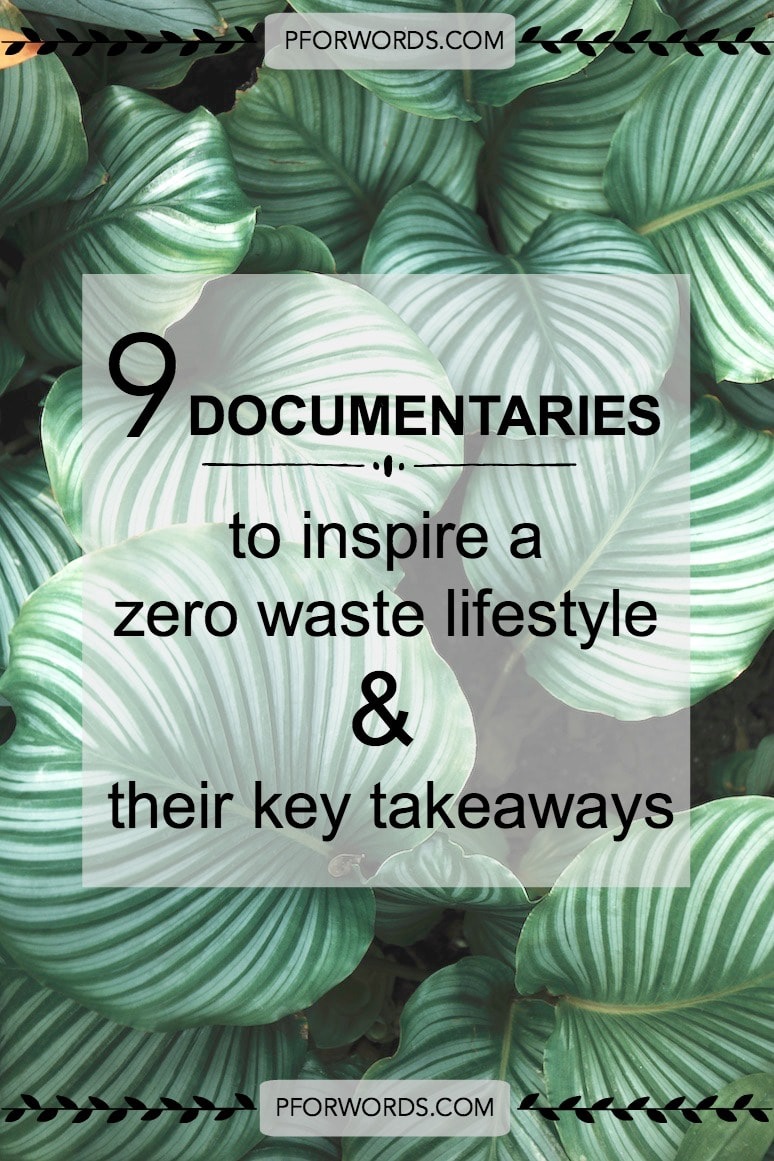 PFORWORDS.COM
9 DOCUMENTARIES
to inspire a
zero waste lifestyle
&
their key takeaways
PFORWORDS.COM